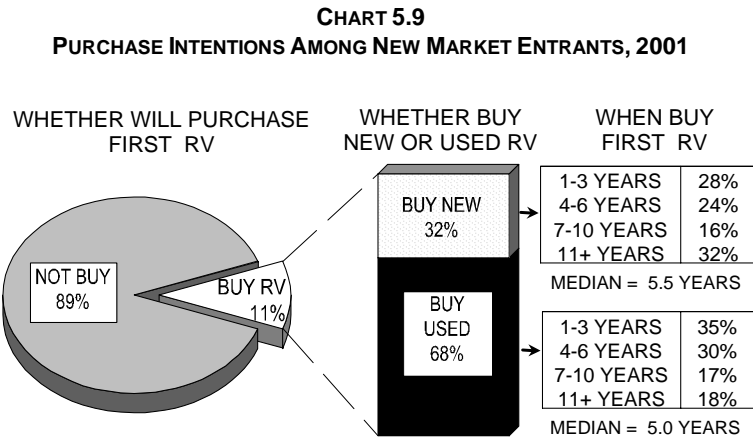 CHART 5.9
PURCHASE INTENTIONS AMONG NEW MARKET ENTRANTS, 2001
WHETHER WILL PURCHASE
FIRST RV
NOT BUY
89%
BUY RV
11%
WHETHER BUY
NEW OR USED RV
BUY NEW
32%
BUY
USED
68%
WHEN BUY
FIRST RV
1-3 YEARS 28%
4-6 YEARS 24%
7-10 YEARS 16%
11+ YEARS 32%
MEDIAN = 5.5 YEARS
1-3 YEARS 35%
4-6 YEARS 30%
7-10 YEARS 17%
11+ YEARS 18%
MEDIAN = 5.0 YEARS